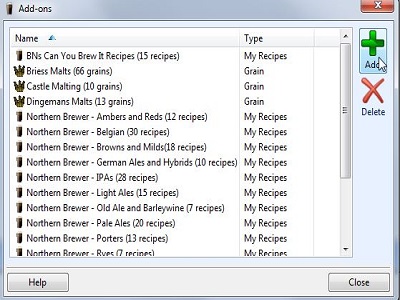 Add-ons
Name Type
BNs Can You Brew It Recipes (15 recipes) My Recipes
Briess Malts (66 grains) Grain
Castle Malting (10 grains) Grain
Dingemans Malts (13 grains) Grain
Northern Brewer - Ambers and Reds (12 recipes) My Recipes
Northern Brewer - Belgian (30 recipes) My Recipes
Northern Brewer - Browns and Milds(18 recipes) My Recipes
Northern Brewer - German Ales and Hybrids (10 recipes) My Recipes
Northern Brewer - IPAs (28 recipes) My Recipes
Northern Brewer - Light Ales (15 recipes) My Recipes
Northern Brewer - Old Ale and Barleywine (7 recipes) My Recipes
Northern Brewer - Pale Ales (20 recipes) My Recipes
Northern Brewer - Porters (13 recipes) My Recipes
Northern Brewer - Ryes (7 recipes) My Recipes
Add
Delete
Help Close